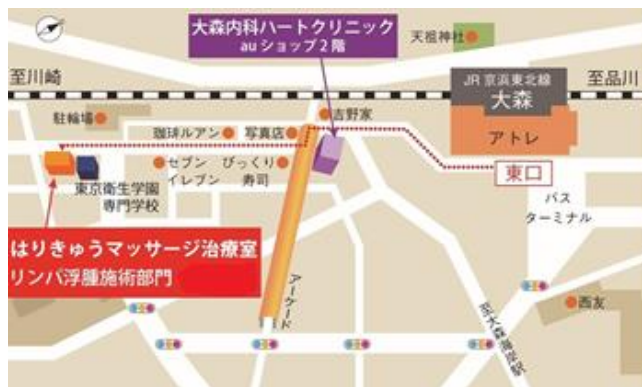 大森内科ハートクリニック
auショップ2階
天祖神社
至川崎
至品川
JR 京浜東北線
大森
アトレ
駐輪場
吉野家
珈琲ルアン
写真店
東口
セブン
イレブン
びっくり
寿司
東京衛生学園
専門学校
バス
ターミナル
はりきゅうマッサージ治療室
リンパ浮腫施術部門
アーケード
西友
至大森海岸駅